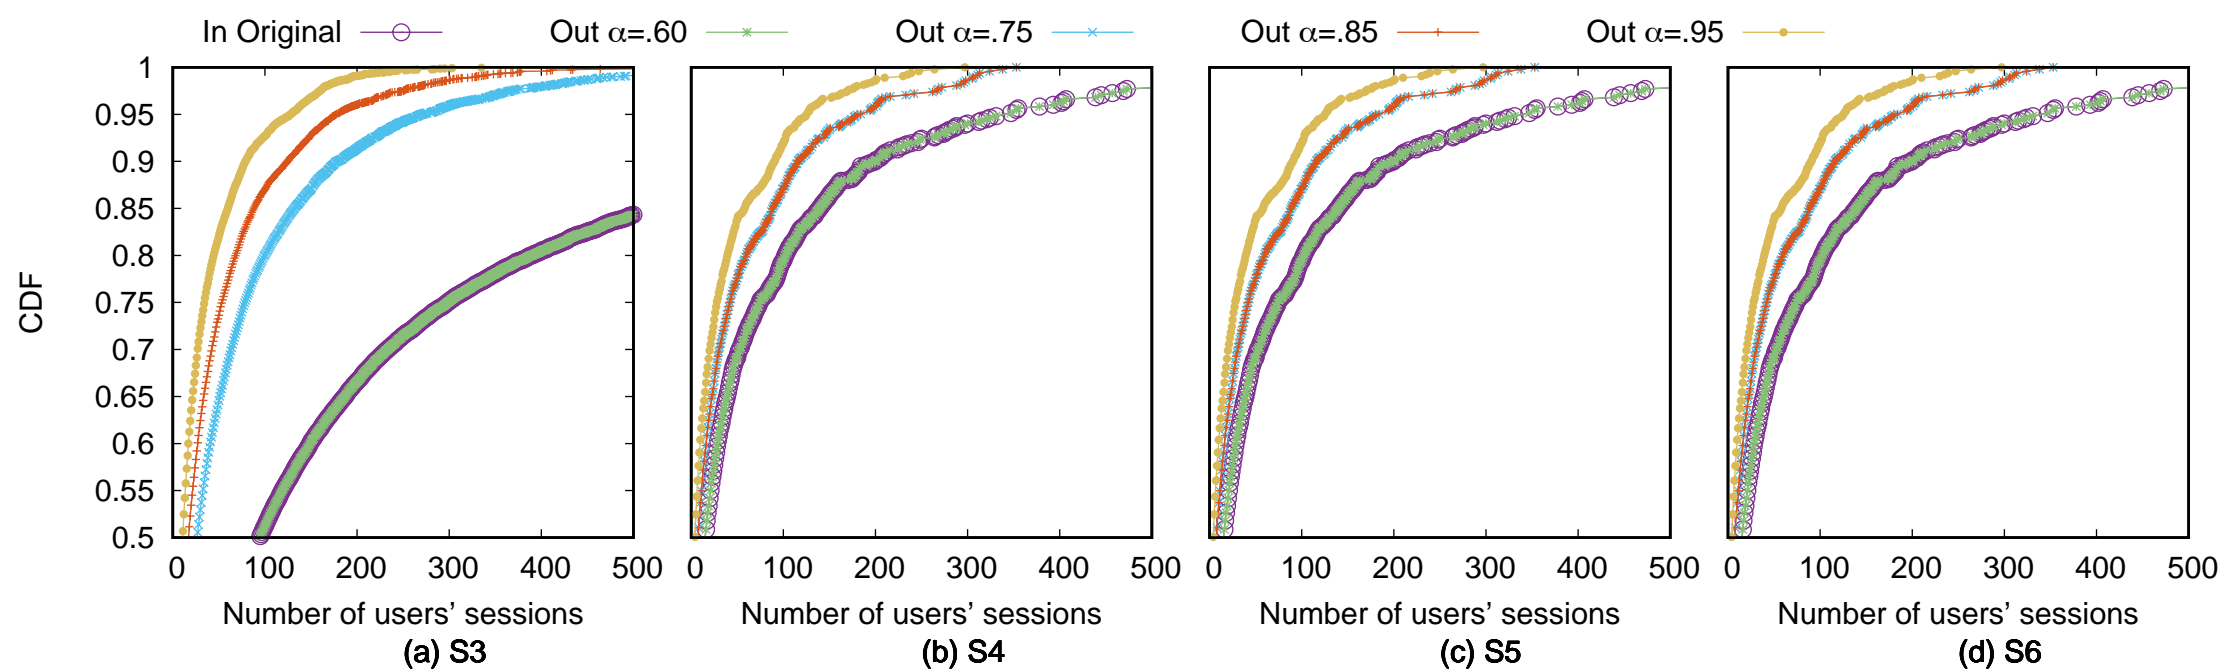 In Original Out α=.60 Out α=.75 Out α=.85 Out α=.95
CDF
1
0.95
0.9
0.85
0.8
0.75
0.7
0.65
0.6
0.55
0.5
0 100 200 300 400 500 0 100 200 300 400 500 0 100 200 300 400 500 0 100 200 300 400 500
Number of users’ sessions Number of users’ sessions Number of users’ sessions Number of users’ sessions
(a) S3 (b) S4 (c) S5 (d) S6